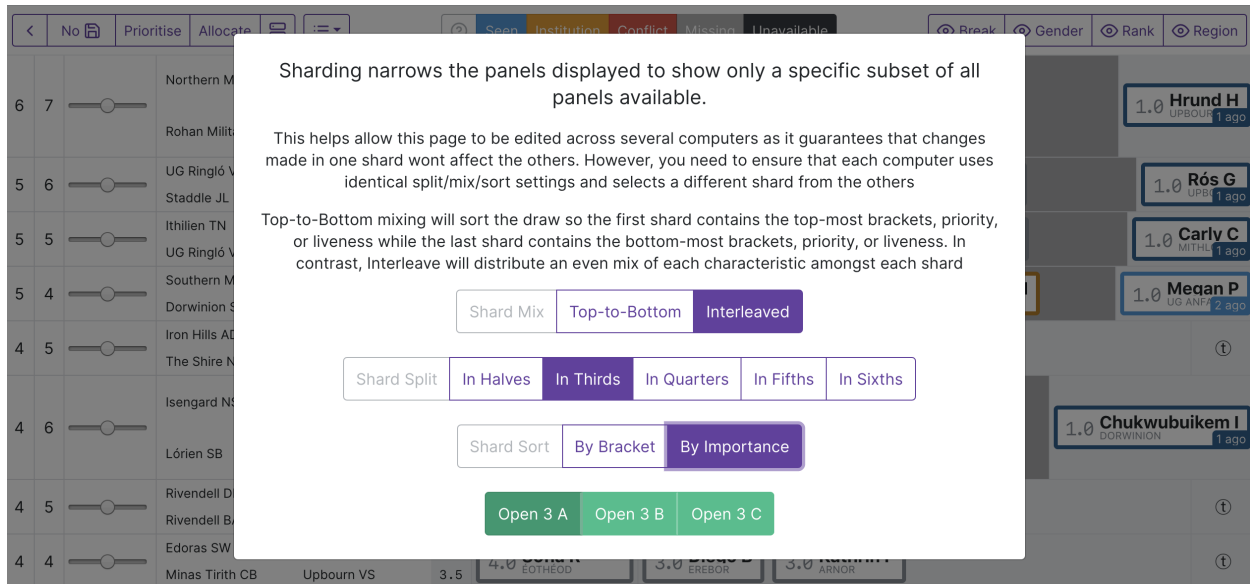 No Prioritise Allocate Seen Institution Conflict Missing Unavailable Break Gender Rank Region
Sharding narrows the panels displayed to show only a specific subset of all
panels available.
This helps allow this page to be edited across several computers as it guarantees that changes
made in one shard wont affect the others. However, you need to ensure that each computer uses
identical split/mix/sort settings and selects a different shard from the others
Top-to-Bottom mixing will sort the draw so the first shard contains the top-most brackets, priority,
or liveness while the last shard contains the bottom-most brackets, priority, or liveness. In
contrast, Interleave will distribute an even mix of each characteristic amongst each shard
Shard Mix Top-to-Bottom Interleaved
Shard Split In Halves In Thirds In Quarters In Fifths In Sixths
Shard Sort By Bracket By Importance
Open 3 A Open 3 B Open 3 C
Northern M
6 7
Rohan Milit
1.0 Hrund H
UPBOUR
1 ago
UG Ringló V
5 6
Staddle JL
1.0 Rós G
UPB
1 ago
Ithilien TN
5 5
UG Ringló V
1.0 Carly C
MITHL
1 ago
Southern M
5 4
Dorwinion S
1.0 Megan P
UG ANFA
2 ago
Iron Hills AD
4 5
The Shire N
t
Isengard NS
4 6
Lórien SB
1.0 Chukwubuikem I
DORWINION
1 ago
Rivendell D
4 5
Rivendell BA
t
Edoras SW
4 4
Minas Tirith CB Upbourn VS 3.5
4.0
EOTHÉOD
3.0 Diego B
EREBOR
3.0
ARNOR
t